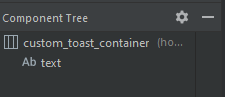 Component Tree
custom_toast_container (ho...
Ab text